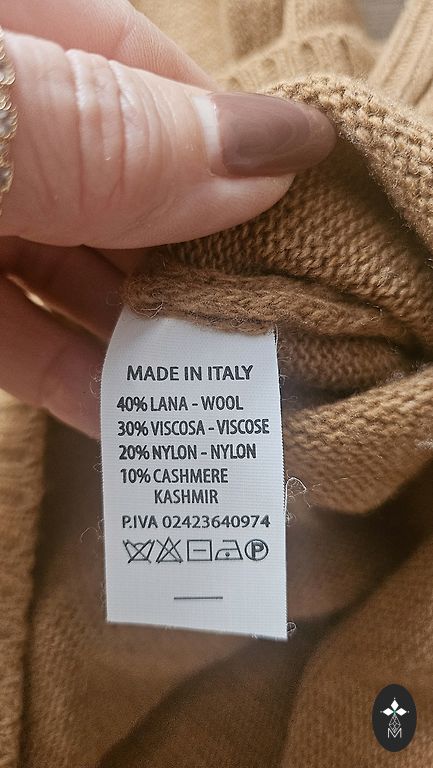 MADE IN ITALY
40% LANA - WOOL
30% VISCOSA - VISCOSE
20% NYLON - NYLON
10% CASHMERE
KASHMIR
P.IVA 02423640974
P
M